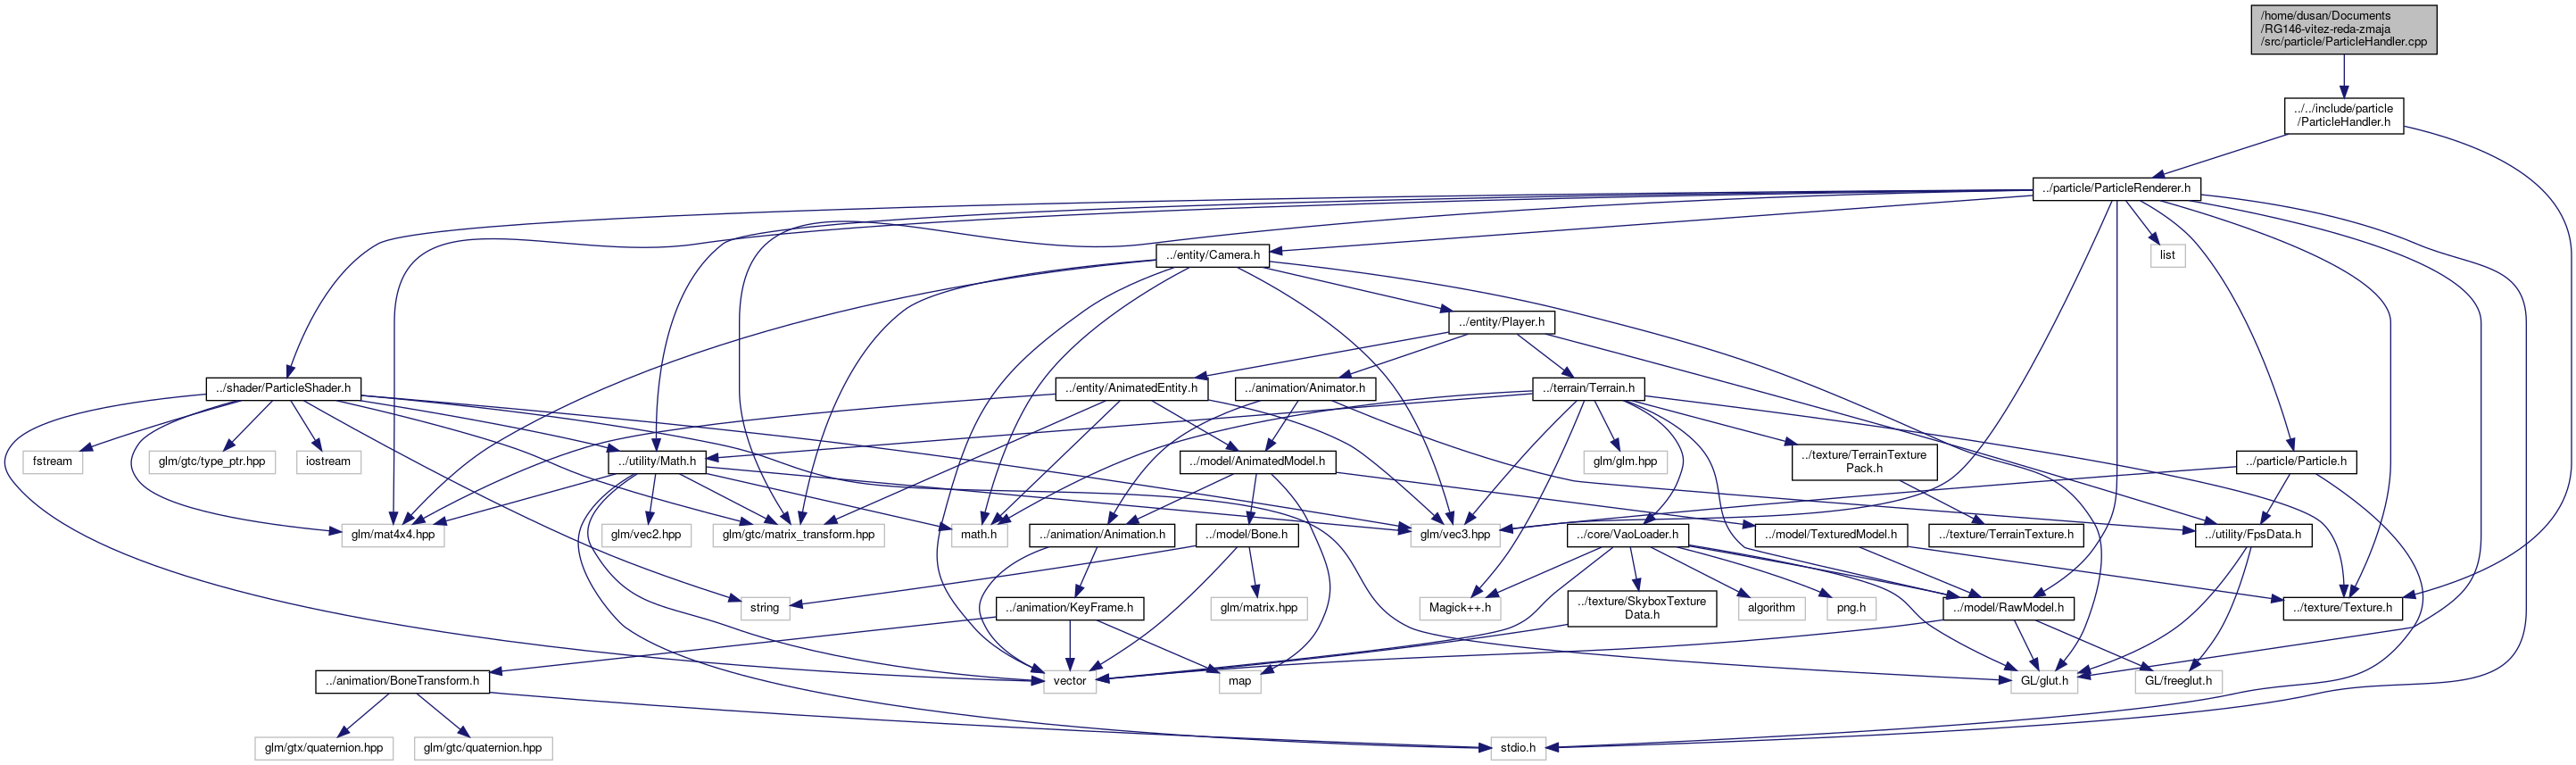 /home/dusan/Documents
/RG146-vitez-reda-zmaja
/src/particle/ParticleHandler.cpp
../../include/particle
/ParticleHandler.h
../particle/ParticleRenderer.h
../entity/Camera.h
list
../entity/Player.h
../shader/ParticleShader.h
../entity/AnimatedEntity.h
../animation/Animator.h
../terrain/Terrain.h
fstream
glm/gtc/type_ptr.hpp
iostream
../utility/Math.h
../model/AnimatedModel.h
glm/glm.hpp
../texture/TerrainTexture
Pack.h
../particle/Particle.h
glm/mat4x4.hpp
glm/vec2.hpp
glm/gtc/matrix_transform.hpp
math.h
../animation/Animation.h
../model/Bone.h
glm/vec3.hpp
../core/VaoLoader.h
../model/TexturedModel.h
../texture/TerrainTexture.h
../utility/FpsData.h
string
../animation/KeyFrame.h
glm/matrix.hpp
Magick++.h
../texture/SkyboxTexture
Data.h
algorithm
png.h
../model/RawModel.h
../texture/Texture.h
../animation/BoneTransform.h
vector
map
GL/glut.h
GL/freeglut.h
glm/gtx/quaternion.hpp
glm/gtc/quaternion.hpp
stdio.h